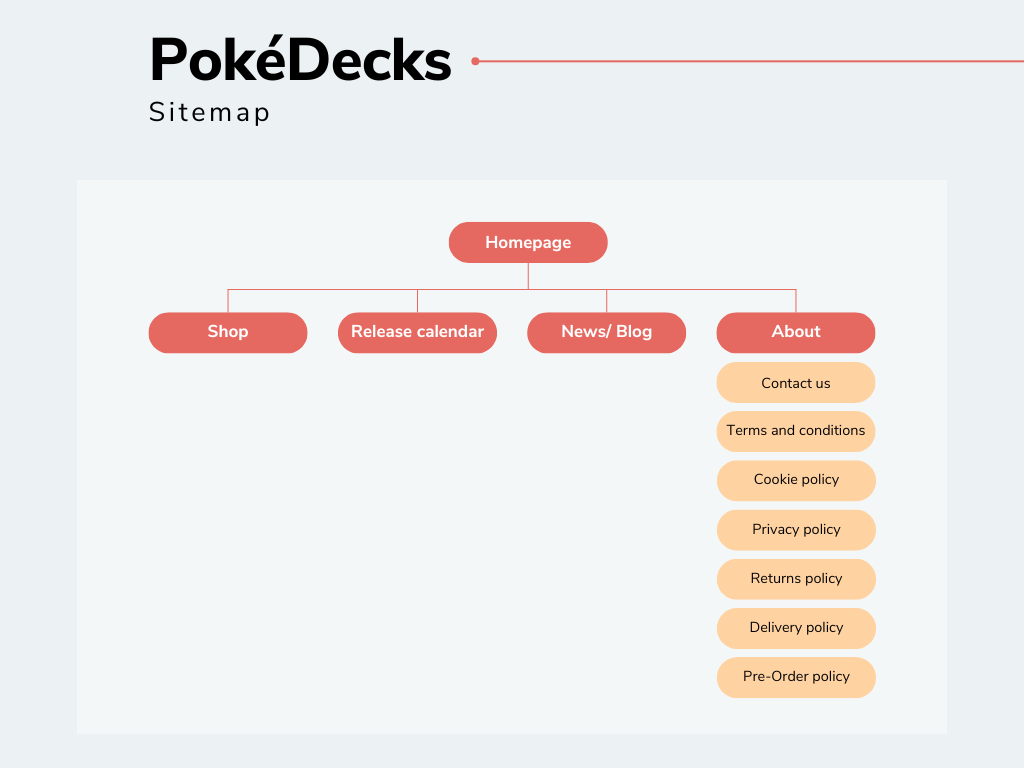 PokéDecks
Sitemap
Homepage
Shop
Release calendar
News/ Blog
About
Contact us
Terms and conditions
Cookie policy
Privacy policy
Returns policy
Delivery policy
Pre-Order policy